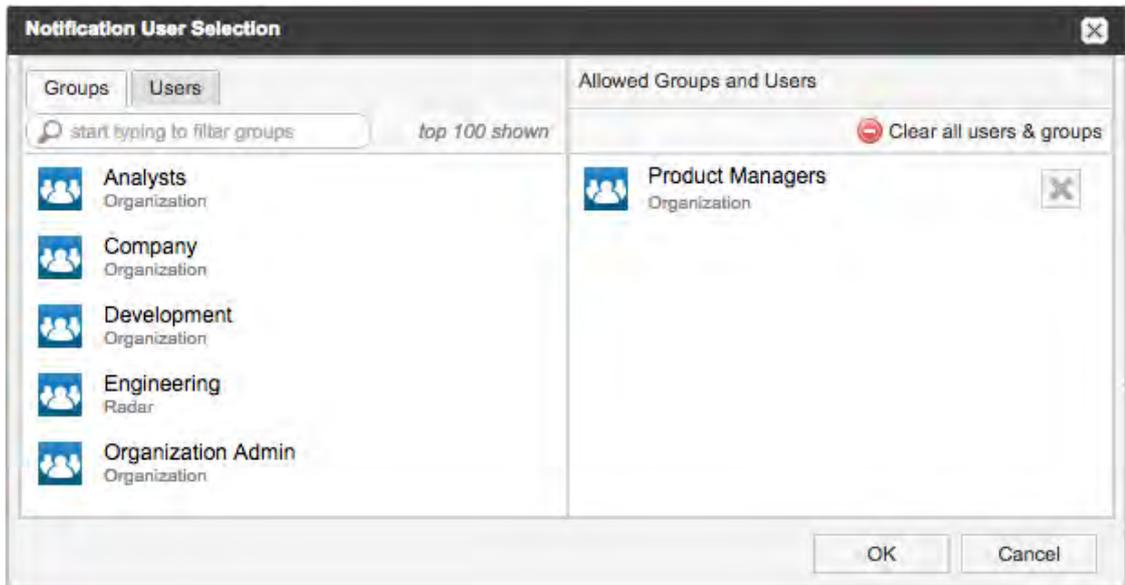 Notification User Selection
Groups
Users
start typing to filter groups
top 100 shown
Analysts
Organization
Company
Organization
Development
Organization
Engineering
Radar
Organization Admin
Organization
Allowed Groups and Users
Clear all users & groups
Product Managers
Organization
OK
Cancel